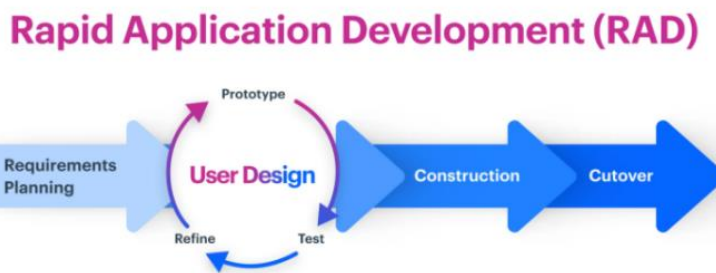 Rapid Application Development (RAD)
Prototype
Requirements
Planning
User Design
Construction
Cutover
Refine
Test